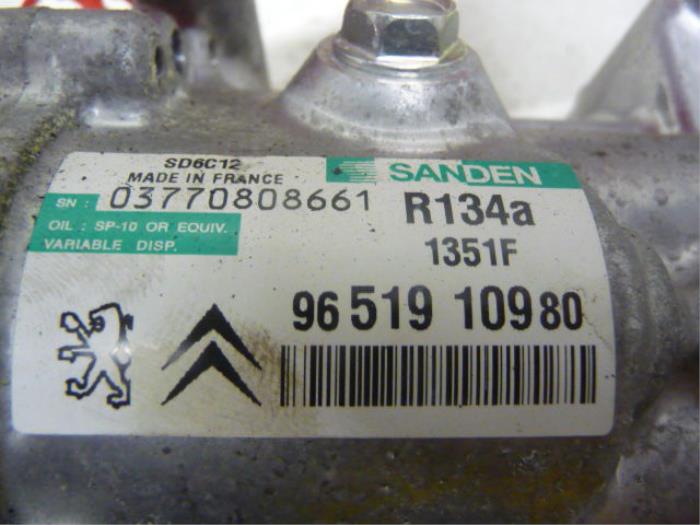 SD6C12
MADE IN FRANCE
SANDEN
SN : 03770808661
R134a
OIL : SP-10 OR EQUIV.
VARIABLE DISP.
1351F
96 519 109 80